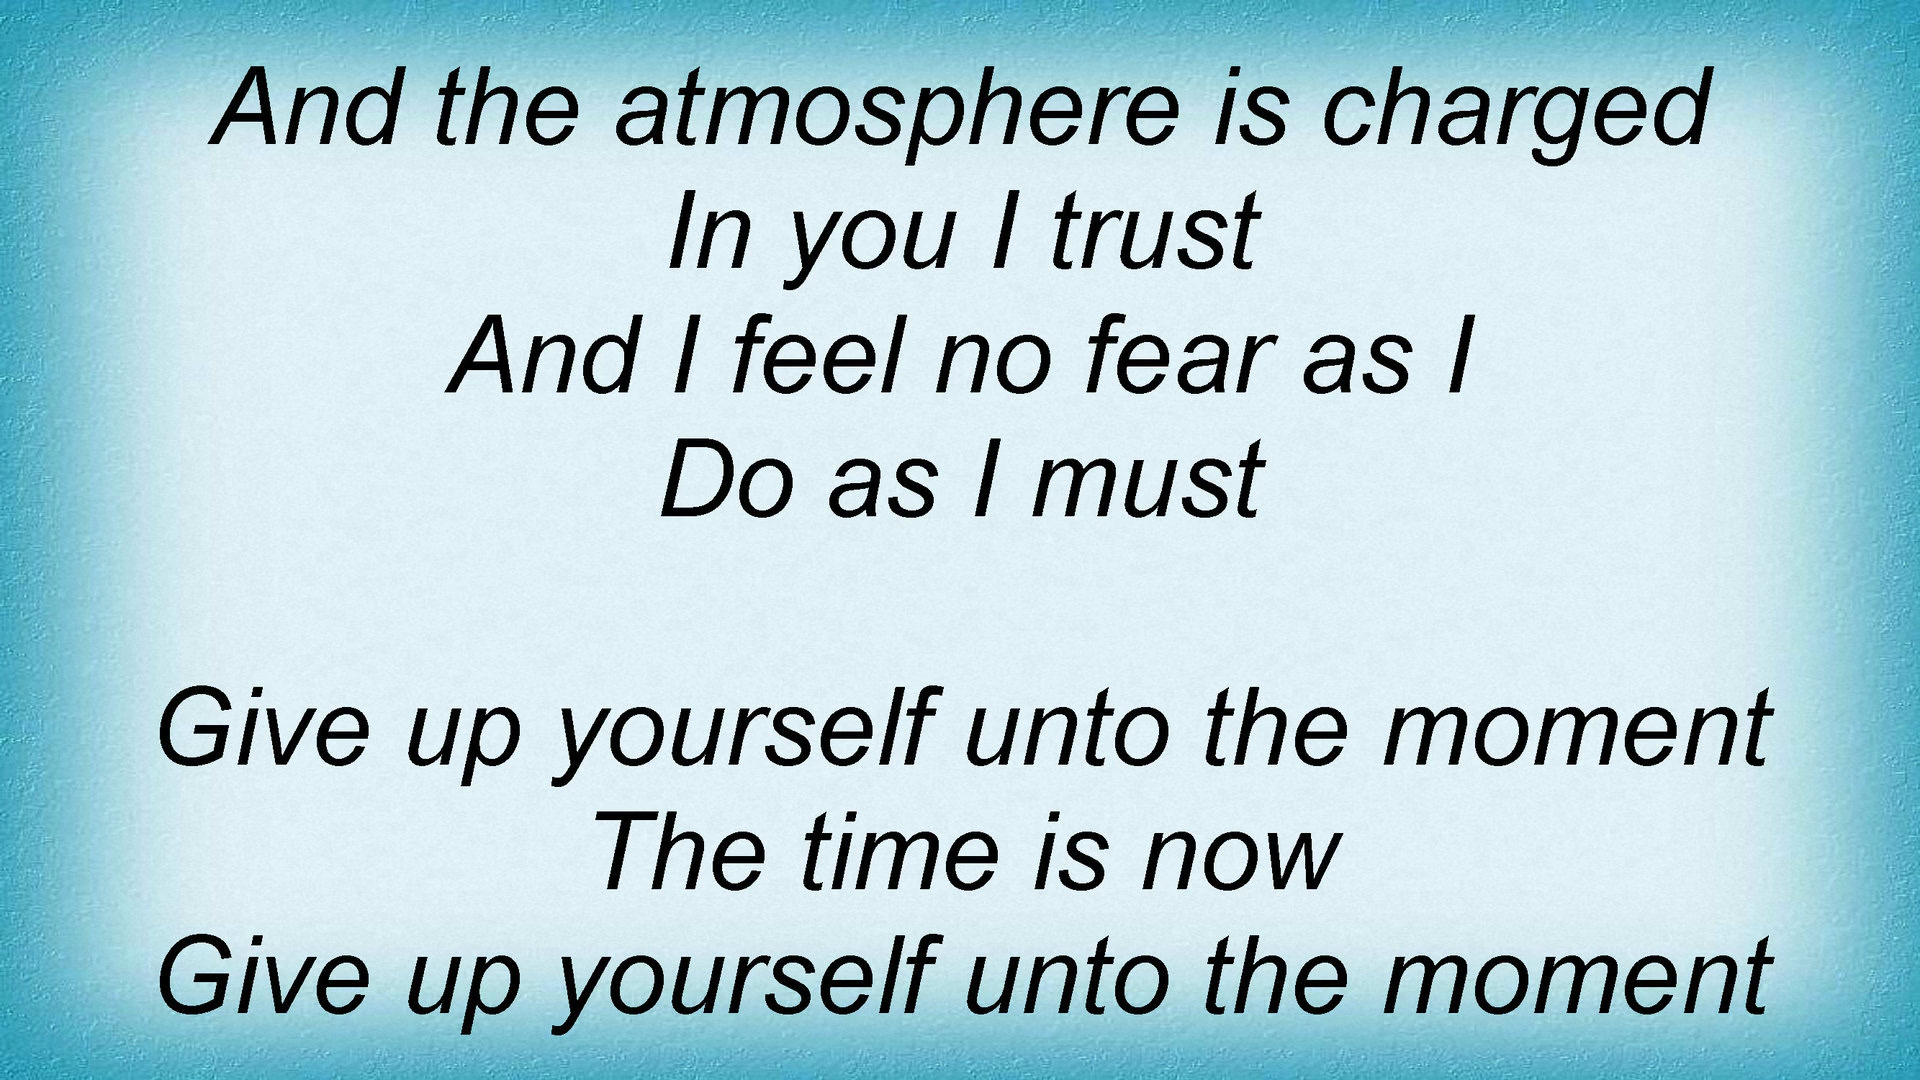 And the atmosphere is charged
In you I trust
And I feel no fear as I
Do as I must
Give up yourself unto the moment
The time is now
Give up yourself unto the moment